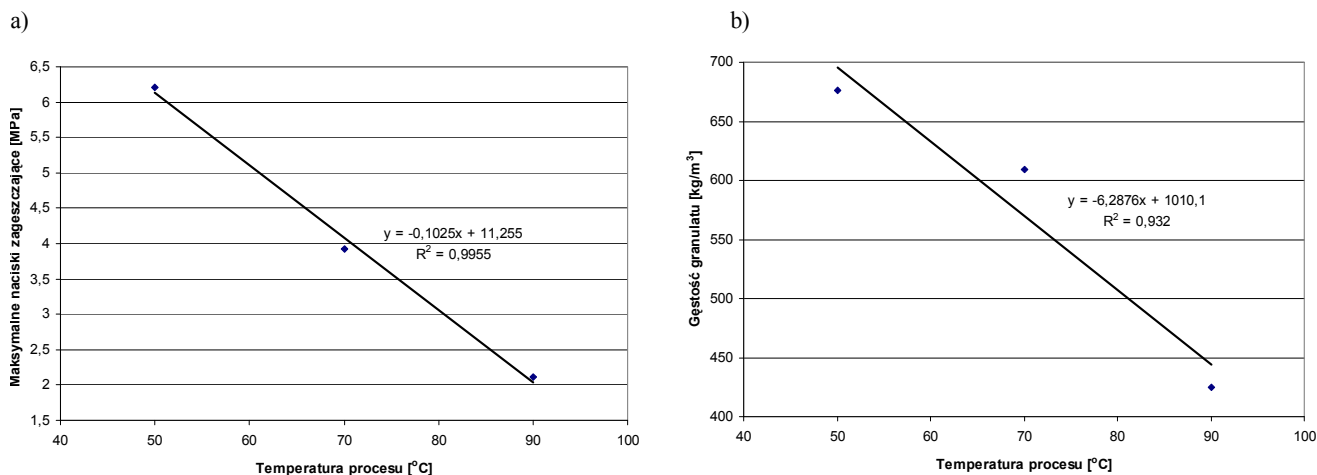 a)
6,5
6
5,5
5
4,5
4
3,5
3
2,5
2
1,5
40 50 60 70 80 90 100
Maksymalne naciski zageszczające [MPa]
Temperatura procesu [°C]
y = -0,1025x + 11,255
R² = 0,9955
b)
700
650
600
550
500
450
400
40 50 60 70 80 90 100
Gęstość granulatu [kg/m³]
Temperatura procesu [°C]
y = -6,2876x + 1010,1
R² = 0,932